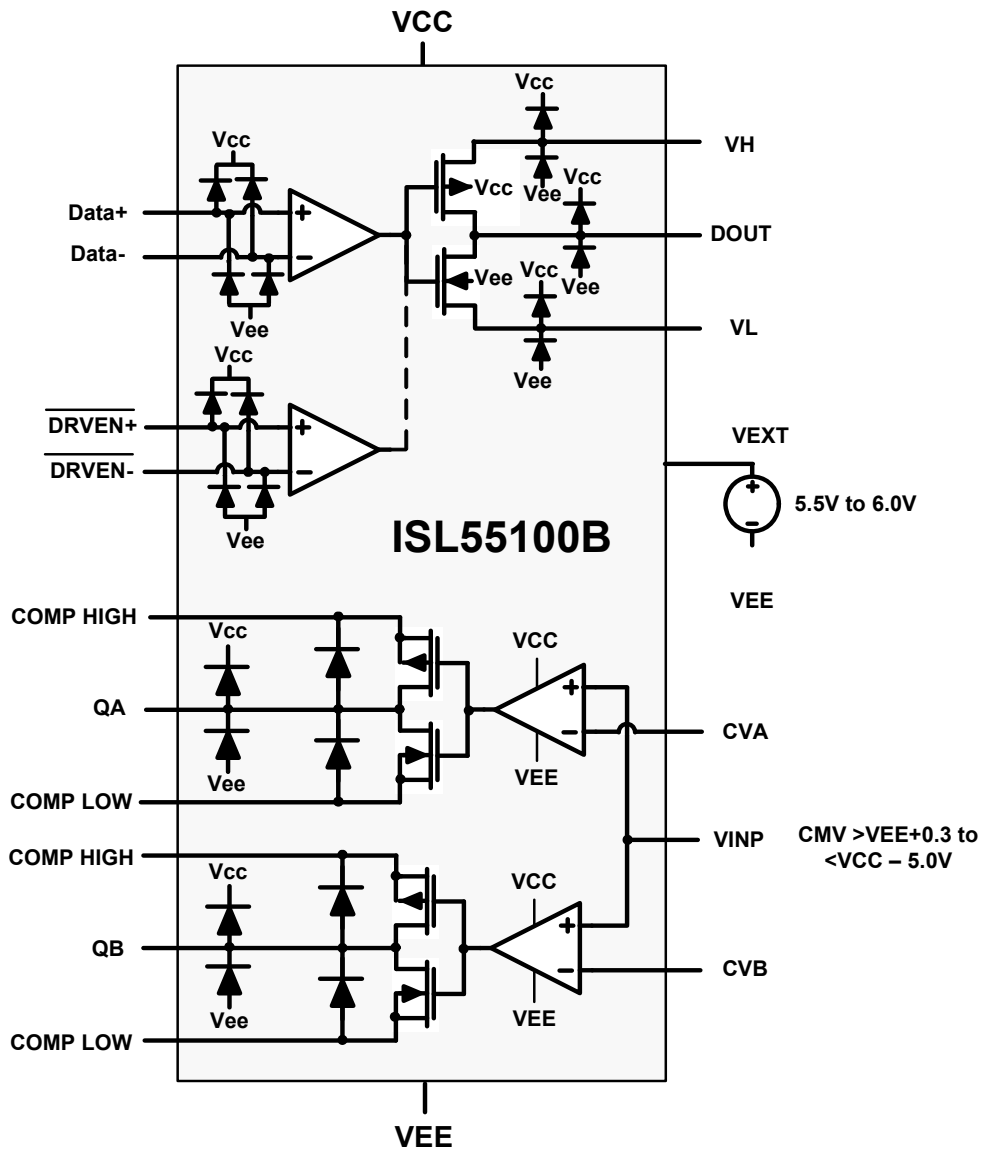 VCC
Vcc
VH
Vcc
Vcc
Vee
Vcc
Data+
DOUT
Data-
Vee
Vcc
Vee
Vee
VL
Vcc
Vee
DRVEN+
VEXT
DRVEN-
5.5V to 6.0V
Vee
ISL55100B
VEE
COMP HIGH
Vcc
VCC
QA
CVA
Vee
VEE
COMP LOW
VINP
CMV >VEE+0.3 to
<VCC – 5.0V
COMP HIGH
Vcc
VCC
QB
CVB
Vee
VEE
COMP LOW
VEE